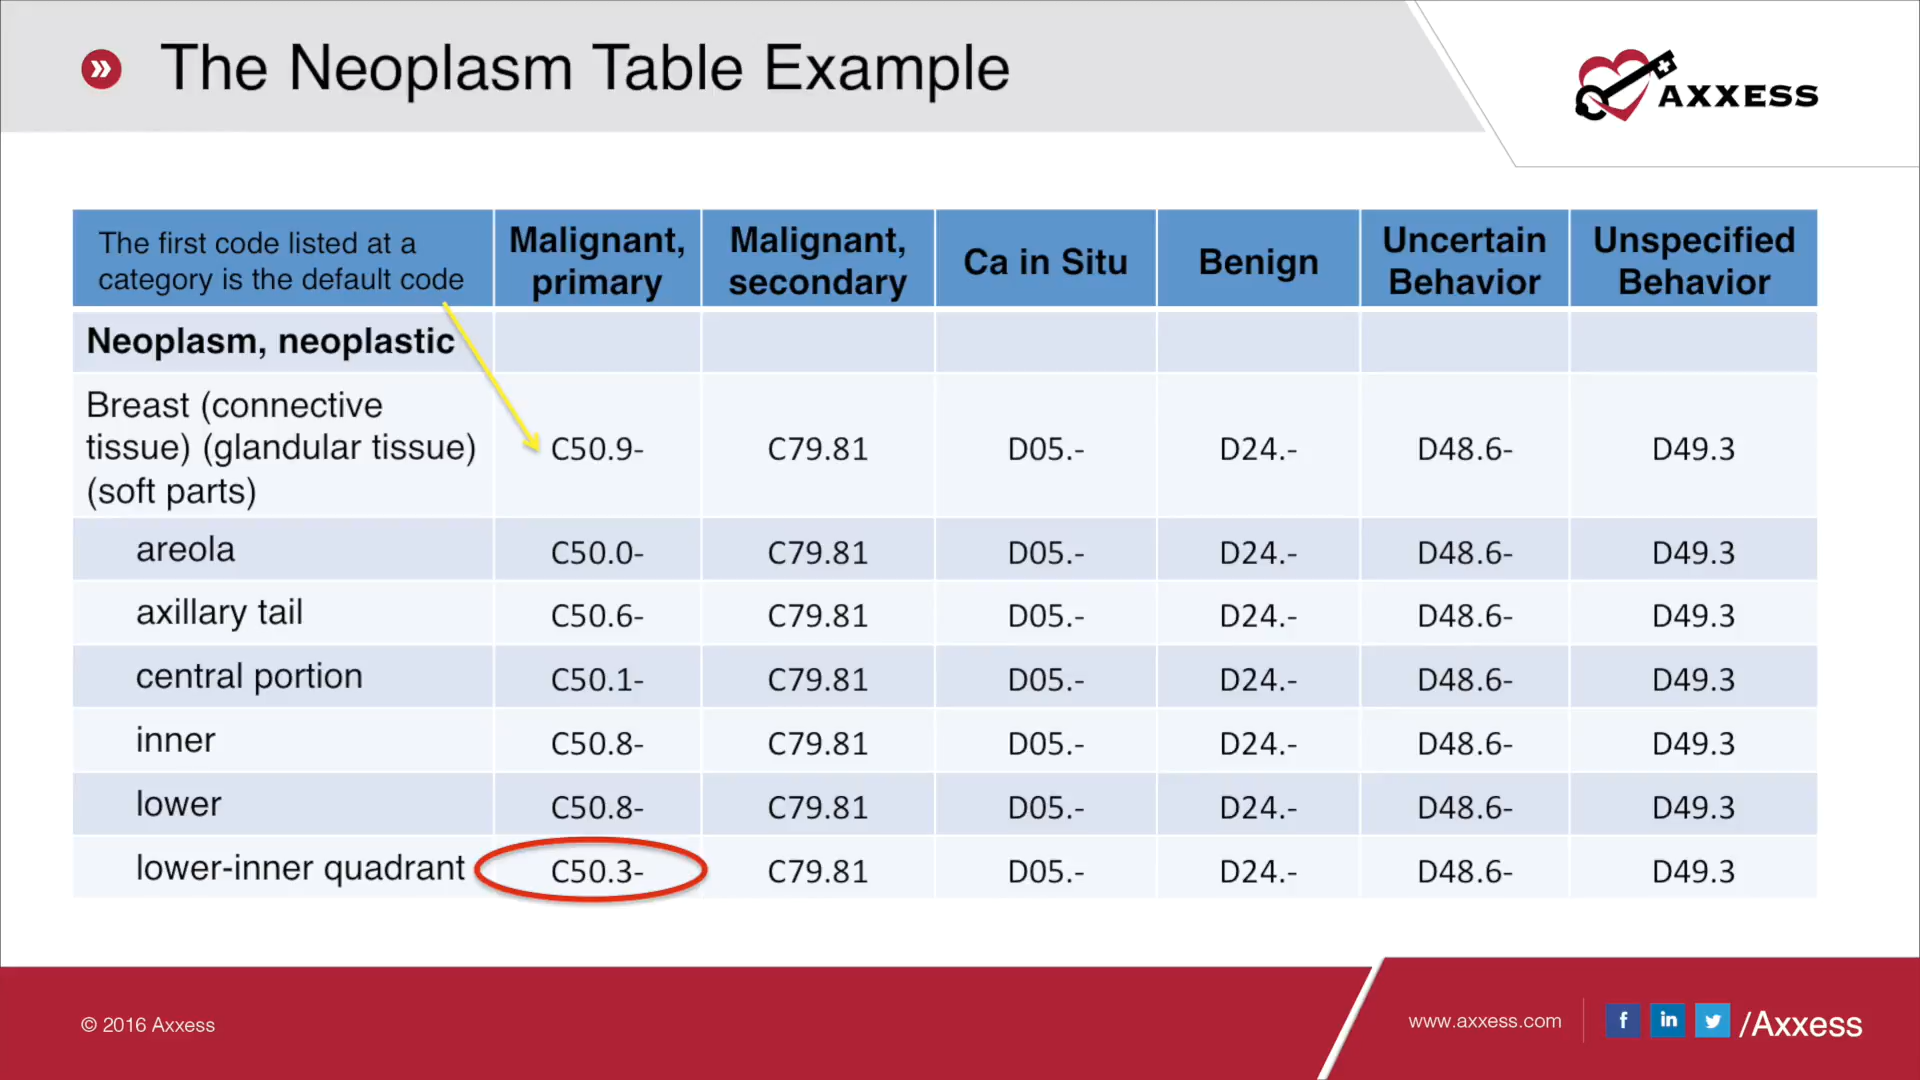 The Neoplasm Table Example
AXXESS
The first code listed at a
category is the default code
Malignant,
primary
Malignant,
secondary
Ca in Situ
Benign
Uncertain
Behavior
Unspecified
Behavior
Neoplasm, neoplastic
Breast (connective
tissue) (glandular tissue)
(soft parts)
C50.9- C79.81 D05.- D24.- D48.6- D49.3
areola C50.0- C79.81 D05.- D24.- D48.6- D49.3
axillary tail C50.6- C79.81 D05.- D24.- D48.6- D49.3
central portion C50.1- C79.81 D05.- D24.- D48.6- D49.3
inner C50.8- C79.81 D05.- D24.- D48.6- D49.3
lower C50.8- C79.81 D05.- D24.- D48.6- D49.3
lower-inner quadrant C50.3- C79.81 D05.- D24.- D48.6- D49.3
© 2016 Axxess
www.axxess.com
f in /Axxess